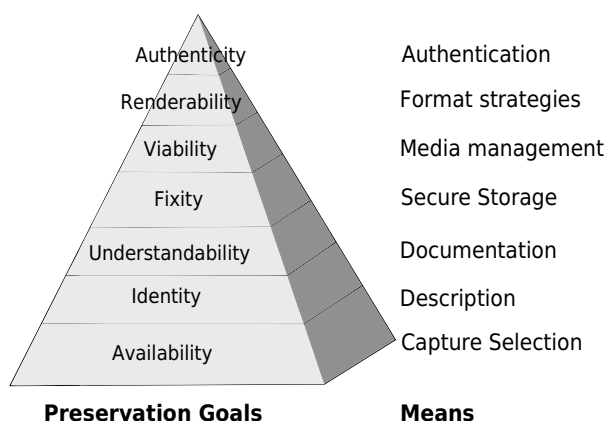 Authenticity Authentication
Renderability Format strategies
Viability Media management
Fixity Secure Storage
Understandability Documentation
Identity Description
Availability Capture Selection
Preservation Goals Means